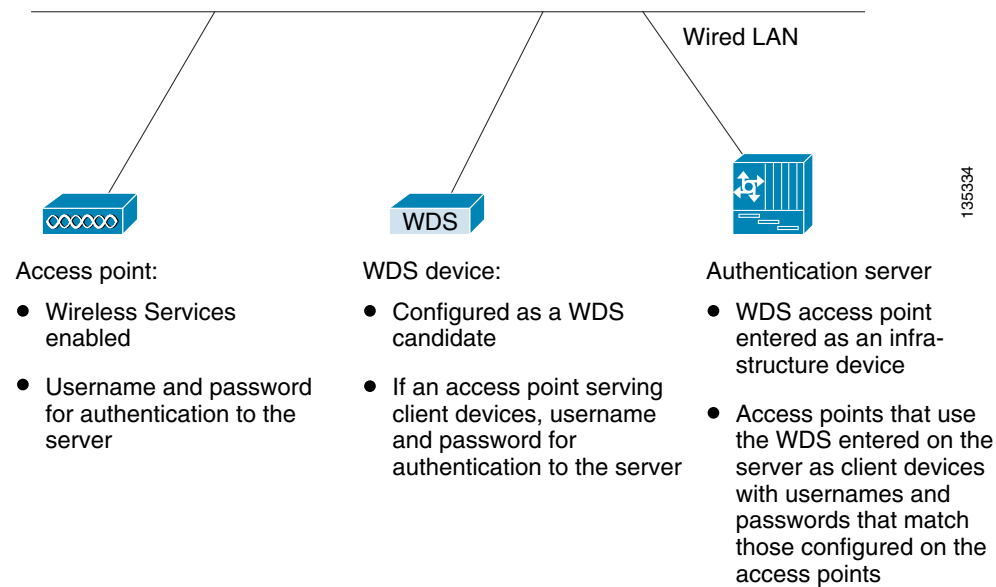 Wired LAN
135334
WDS
Access point:
• Wireless Services
enabled
• Username and password
for authentication to the
server
WDS device:
• Configured as a WDS
candidate
• If an access point serving
client devices, username
and password for
authentication to the server
Authentication server
• WDS access point
entered as an infra-
structure device
• Access points that use
the WDS entered on the
server as client devices
with usernames and
passwords that match
those configured on the
access points